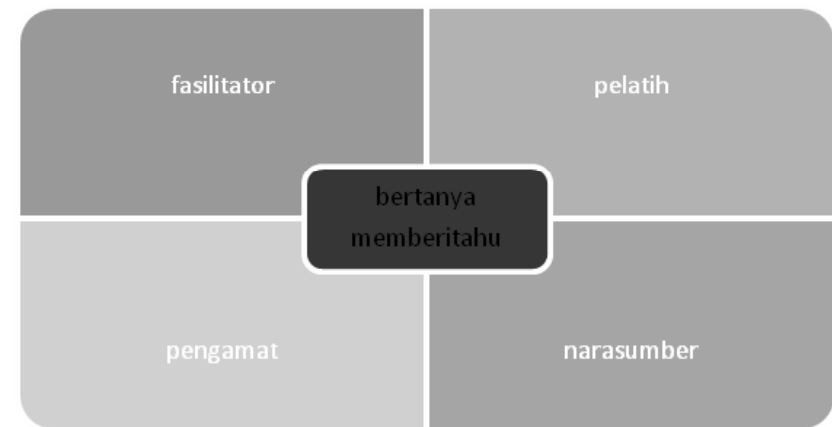 fasilitator
pelatih
bertanya
memberitahu
pengamat
narasumber